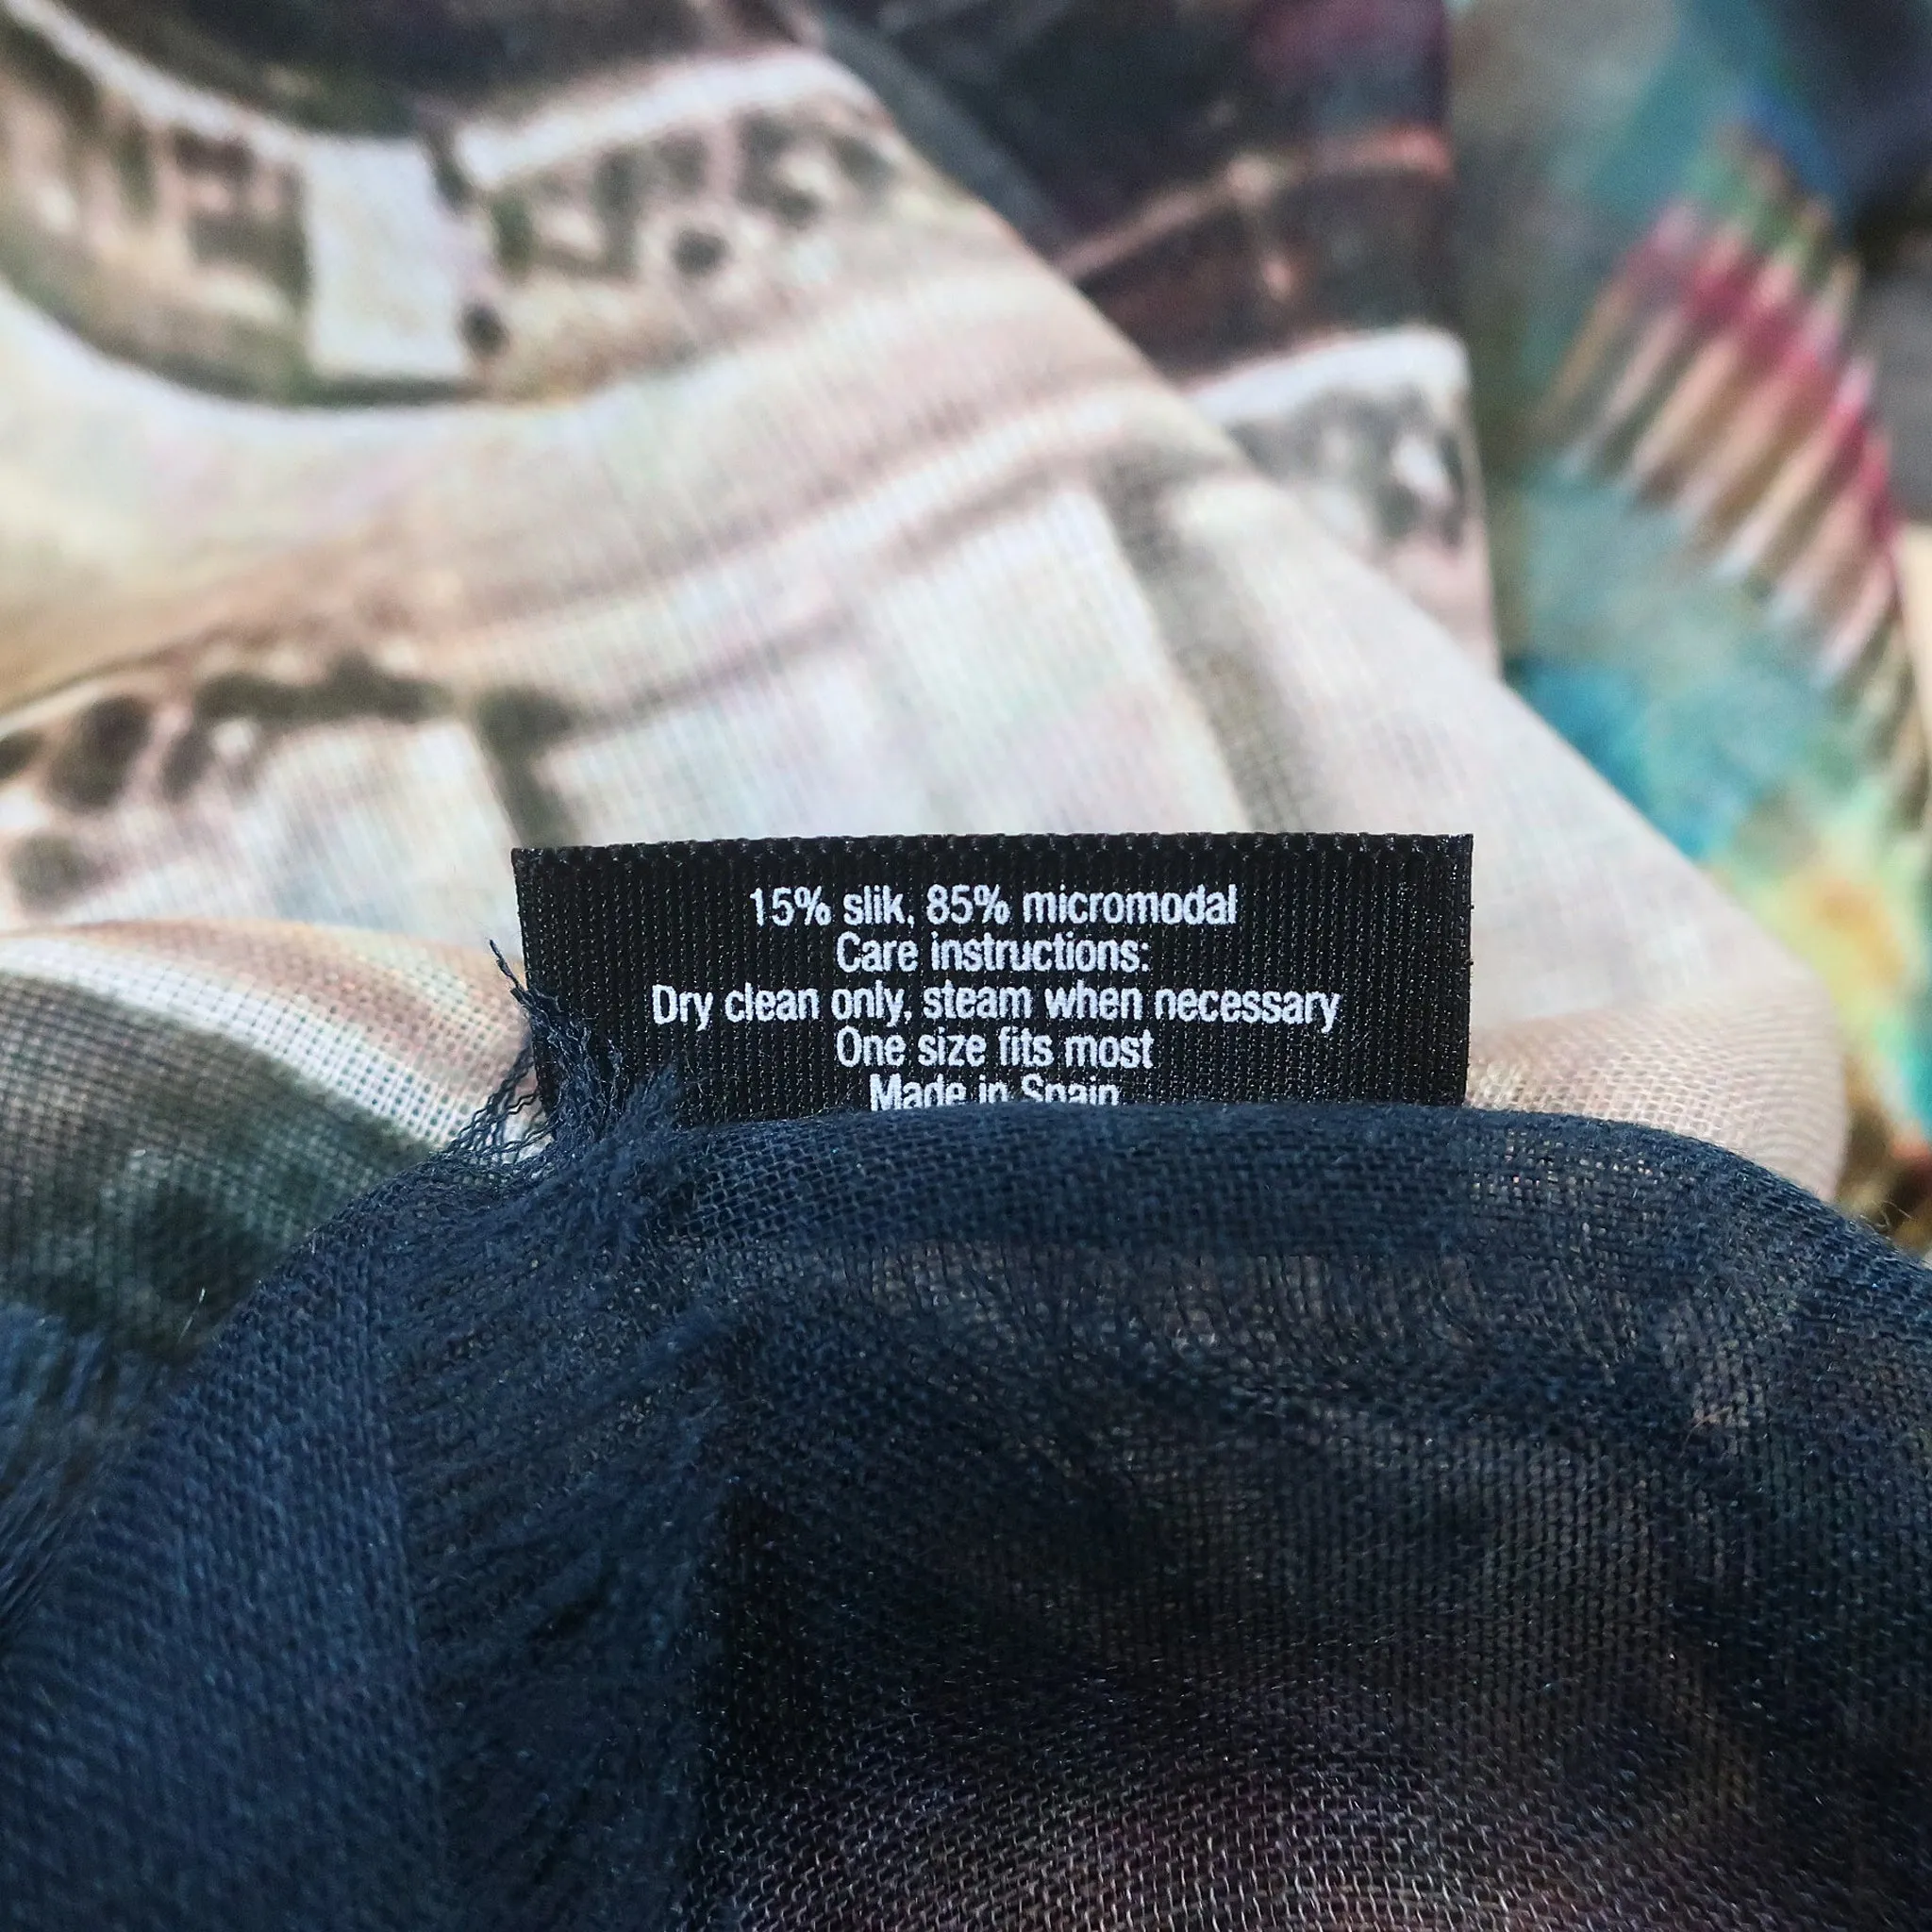 15% slik, 85% micromodal
Care instructions:
Dry clean only, steam when necessary
One size fits most
Made in Spain